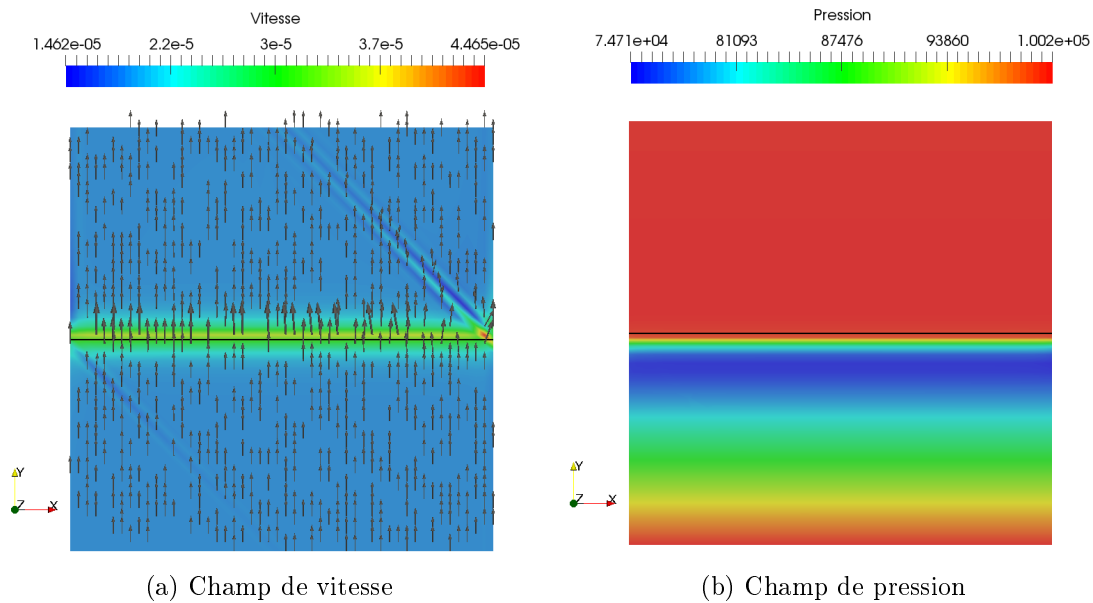 Vitesse
1.462e-05 2.2e-5 3e-5 3.7e-5 4.465e-05
Pression
7.471e+04 81093 87476 93860 1.002e+05
Y
Z X
Y
Z X
(a) Champ de vitesse
(b) Champ de pression